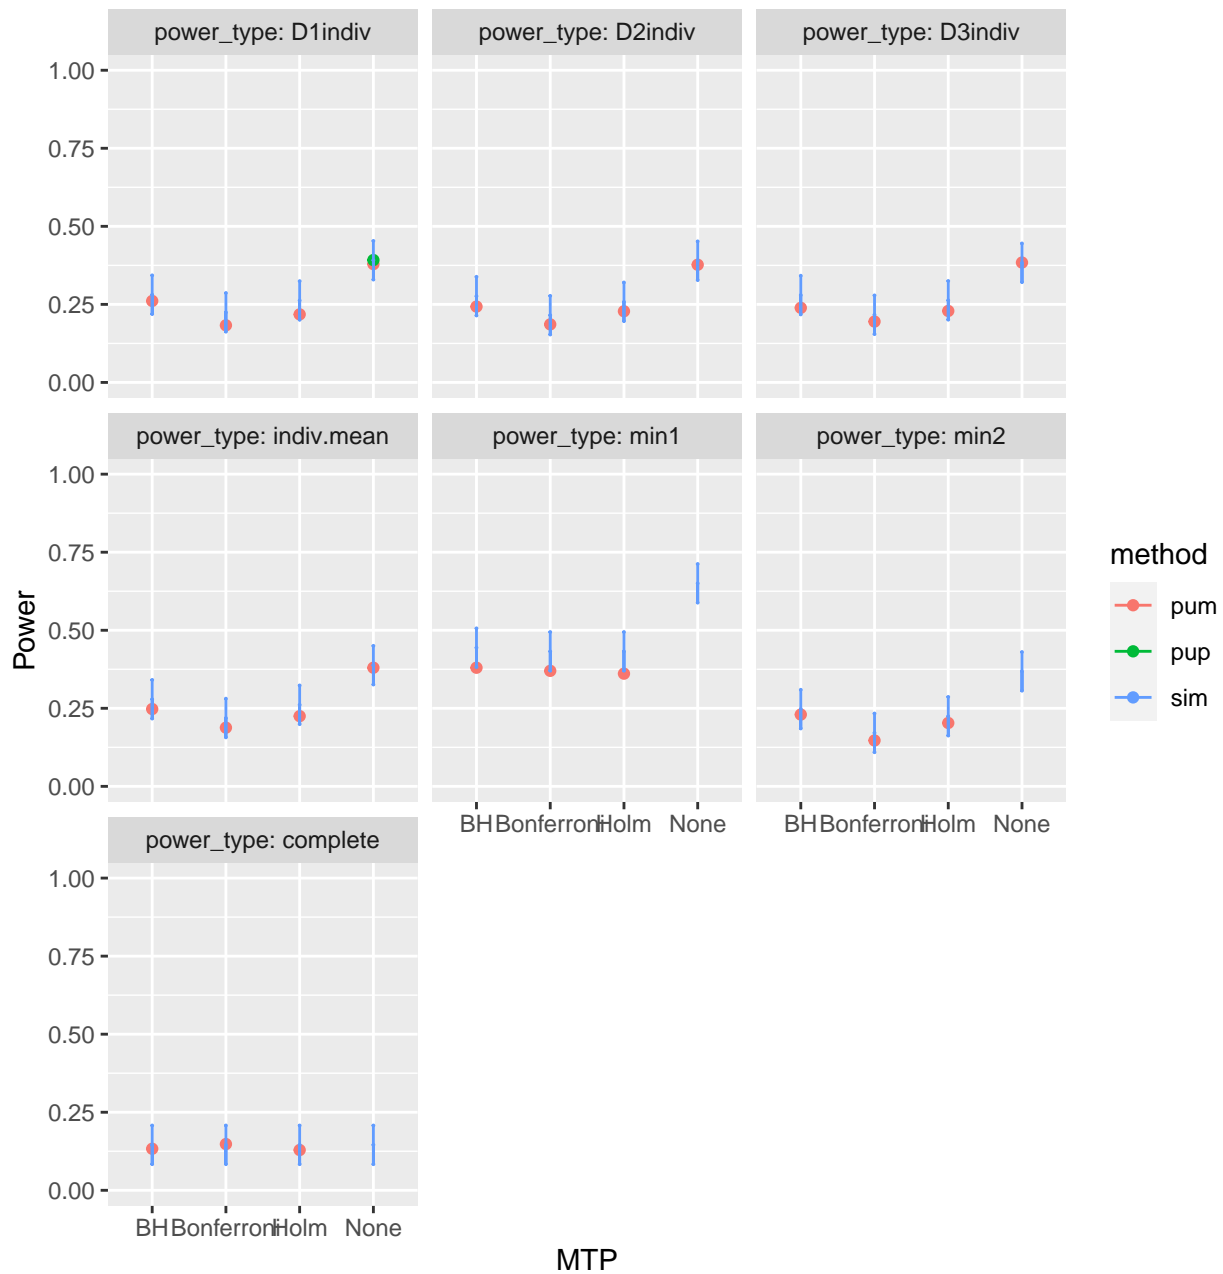 power_type: D1indiv power_type: D2indiv power_type: D3indiv
1.00
0.75
0.50
0.25
0.00
power_type: indiv.mean power_type: min1 power_type: min2
1.00
0.75
0.50
0.25
0.00
BH Bonferroni Holm None BH Bonferroni Holm None
power_type: complete
1.00
0.75
0.50
0.25
0.00
BH Bonferroni Holm None
MTP
Power
method
pum
pup
sim